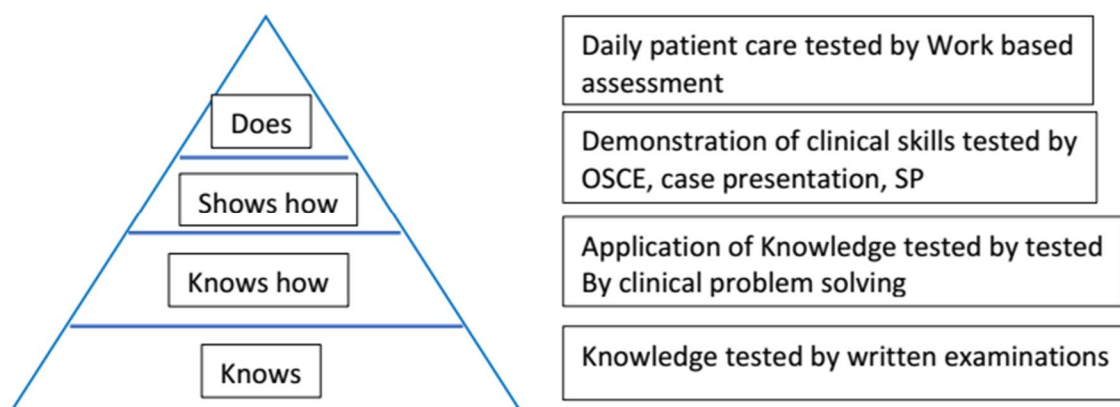 Does
Shows how
Knows how
Knows
Daily patient care tested by Work based
assessment
Demonstration of clinical skills tested by
OSCE, case presentation, SP
Application of Knowledge tested by tested
By clinical problem solving
Knowledge tested by written examinations